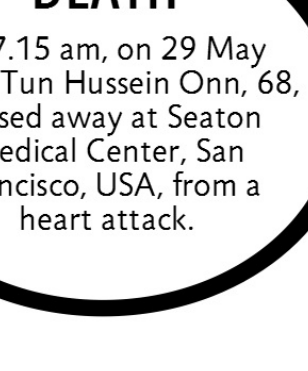 DEATH
7.15 am, on 29 May
Tun Hussein Onn, 68,
sed away at Seaton
edical Center, San
ncisco, USA, from a
heart attack.